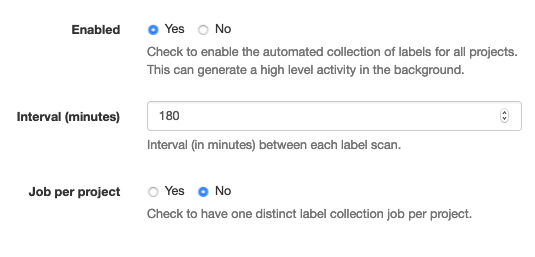 Enabled Yes No
Check to enable the automated collection of labels for all projects.
This can generate a high level activity in the background.
Interval (minutes) 180
Interval (in minutes) between each label scan.
Job per project Yes No
Check to have one distinct label collection job per project.